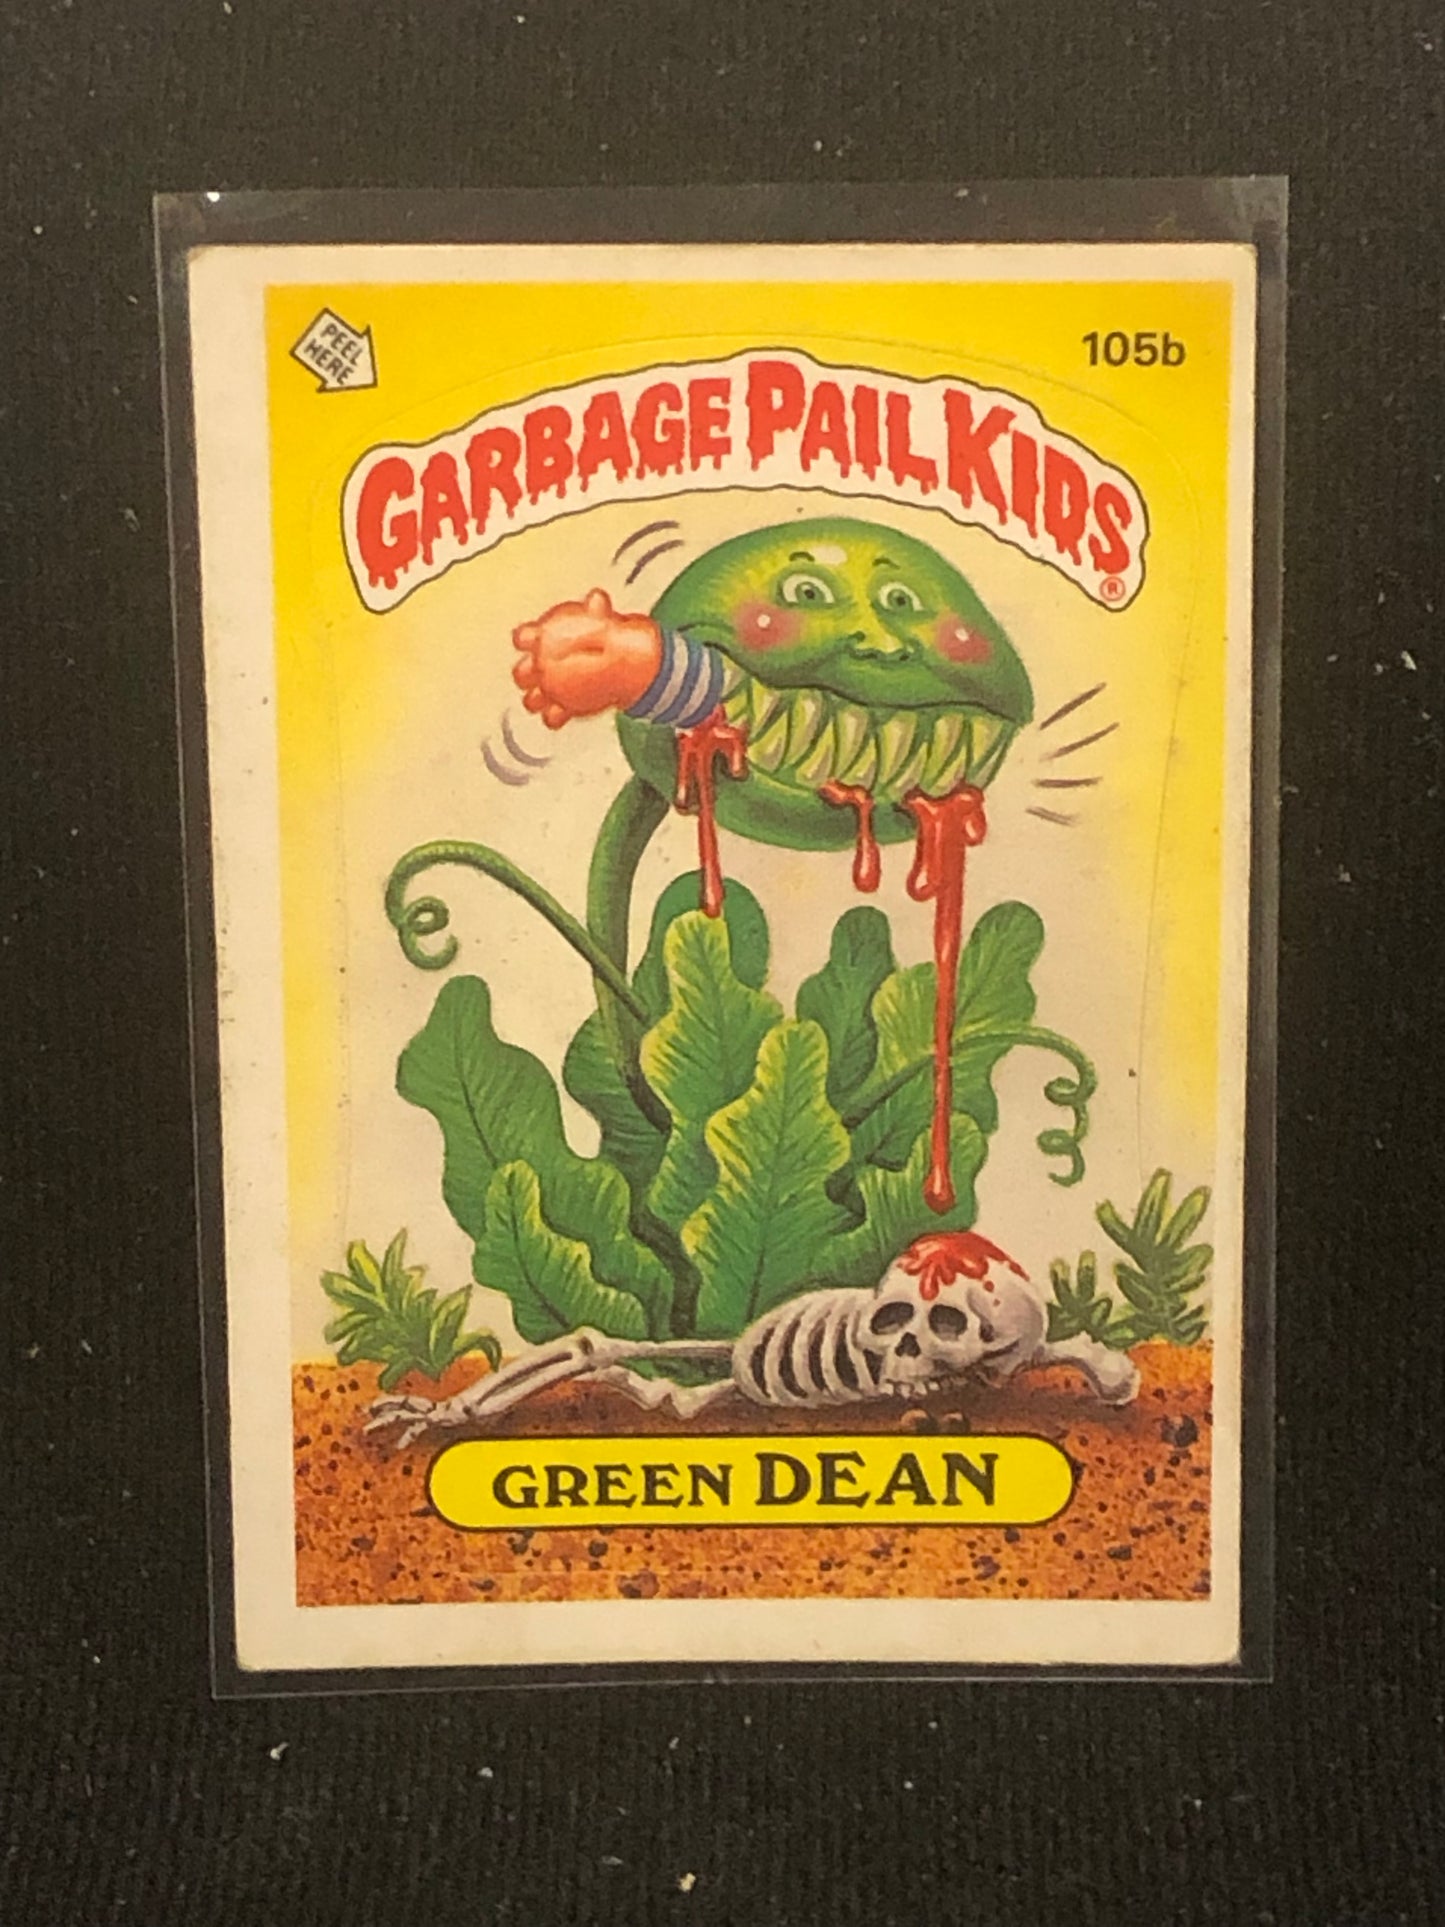 PEEL
HERE
105b
GARBAGE PAIL KIDS®
GREEN DEAN